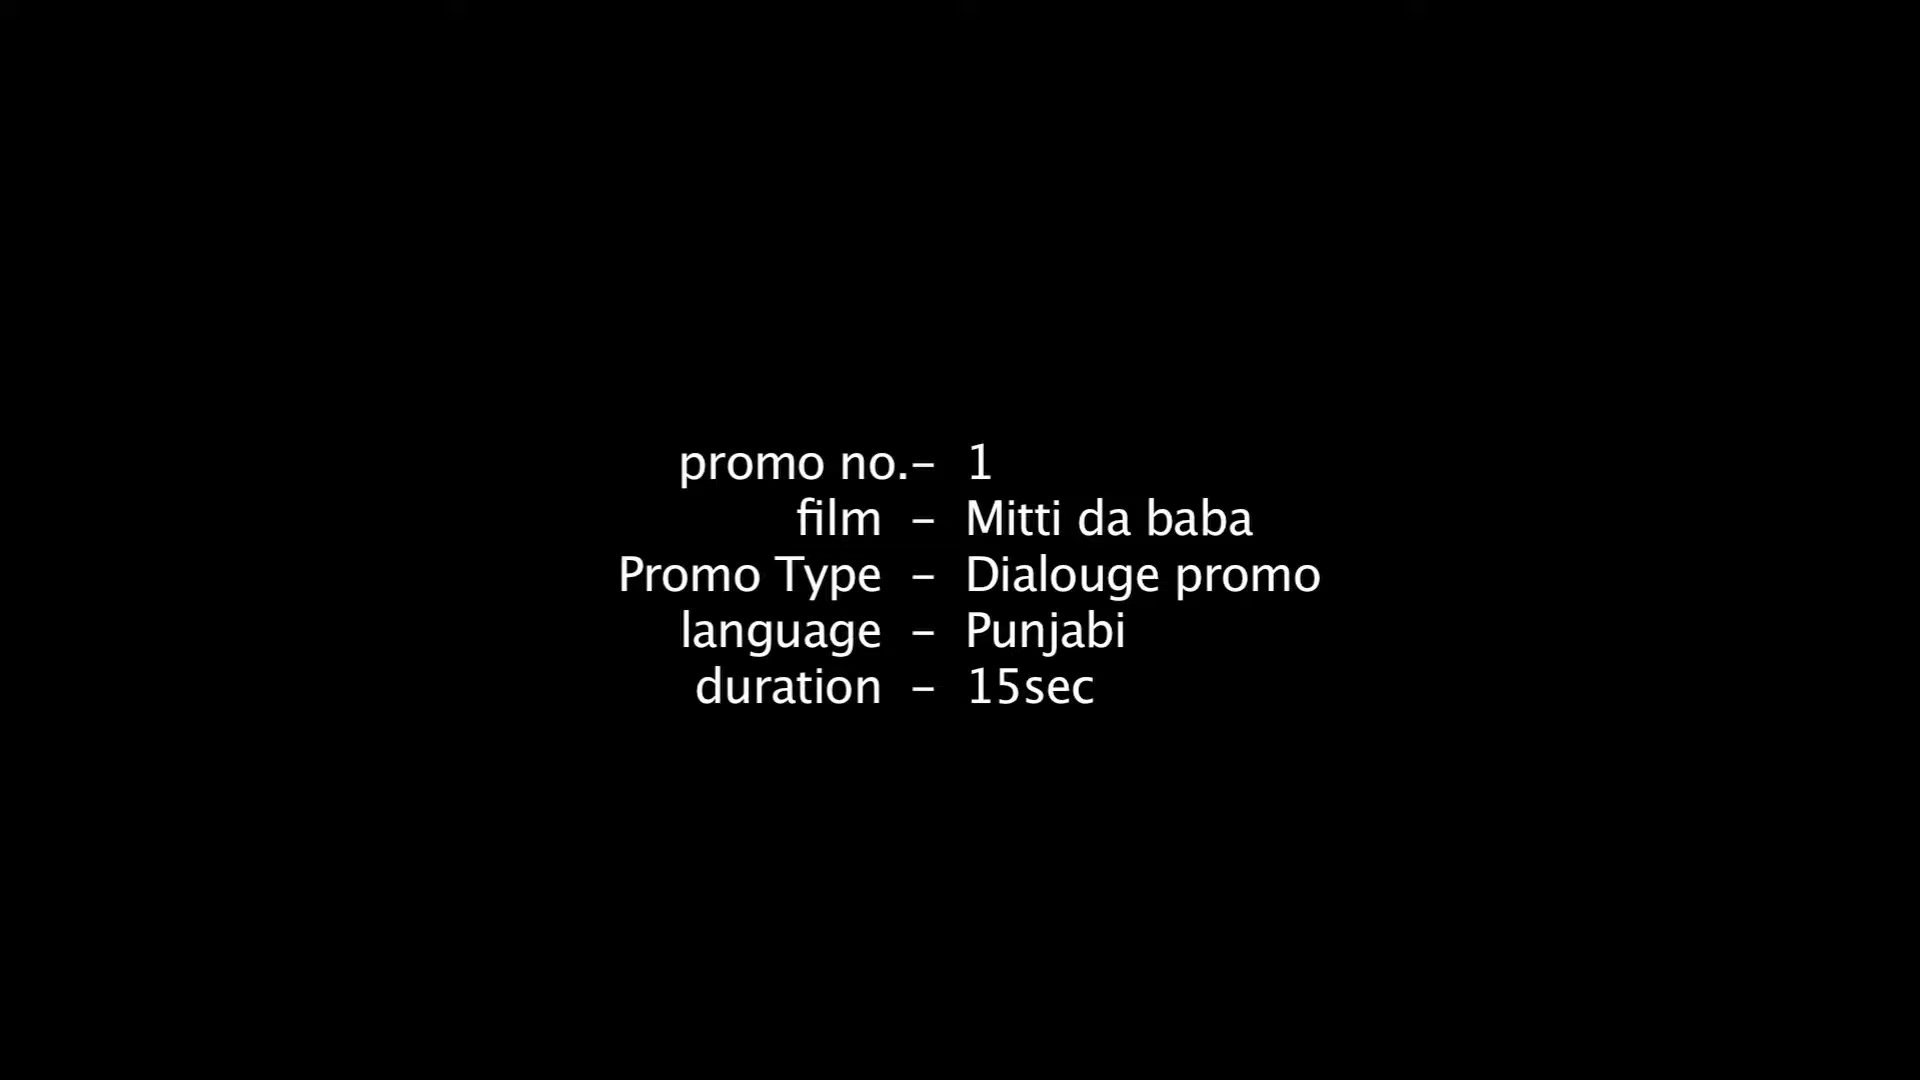 promo no.- 1
film - Mitti da baba
Promo Type - Dialouge promo
language - Punjabi
duration - 15sec